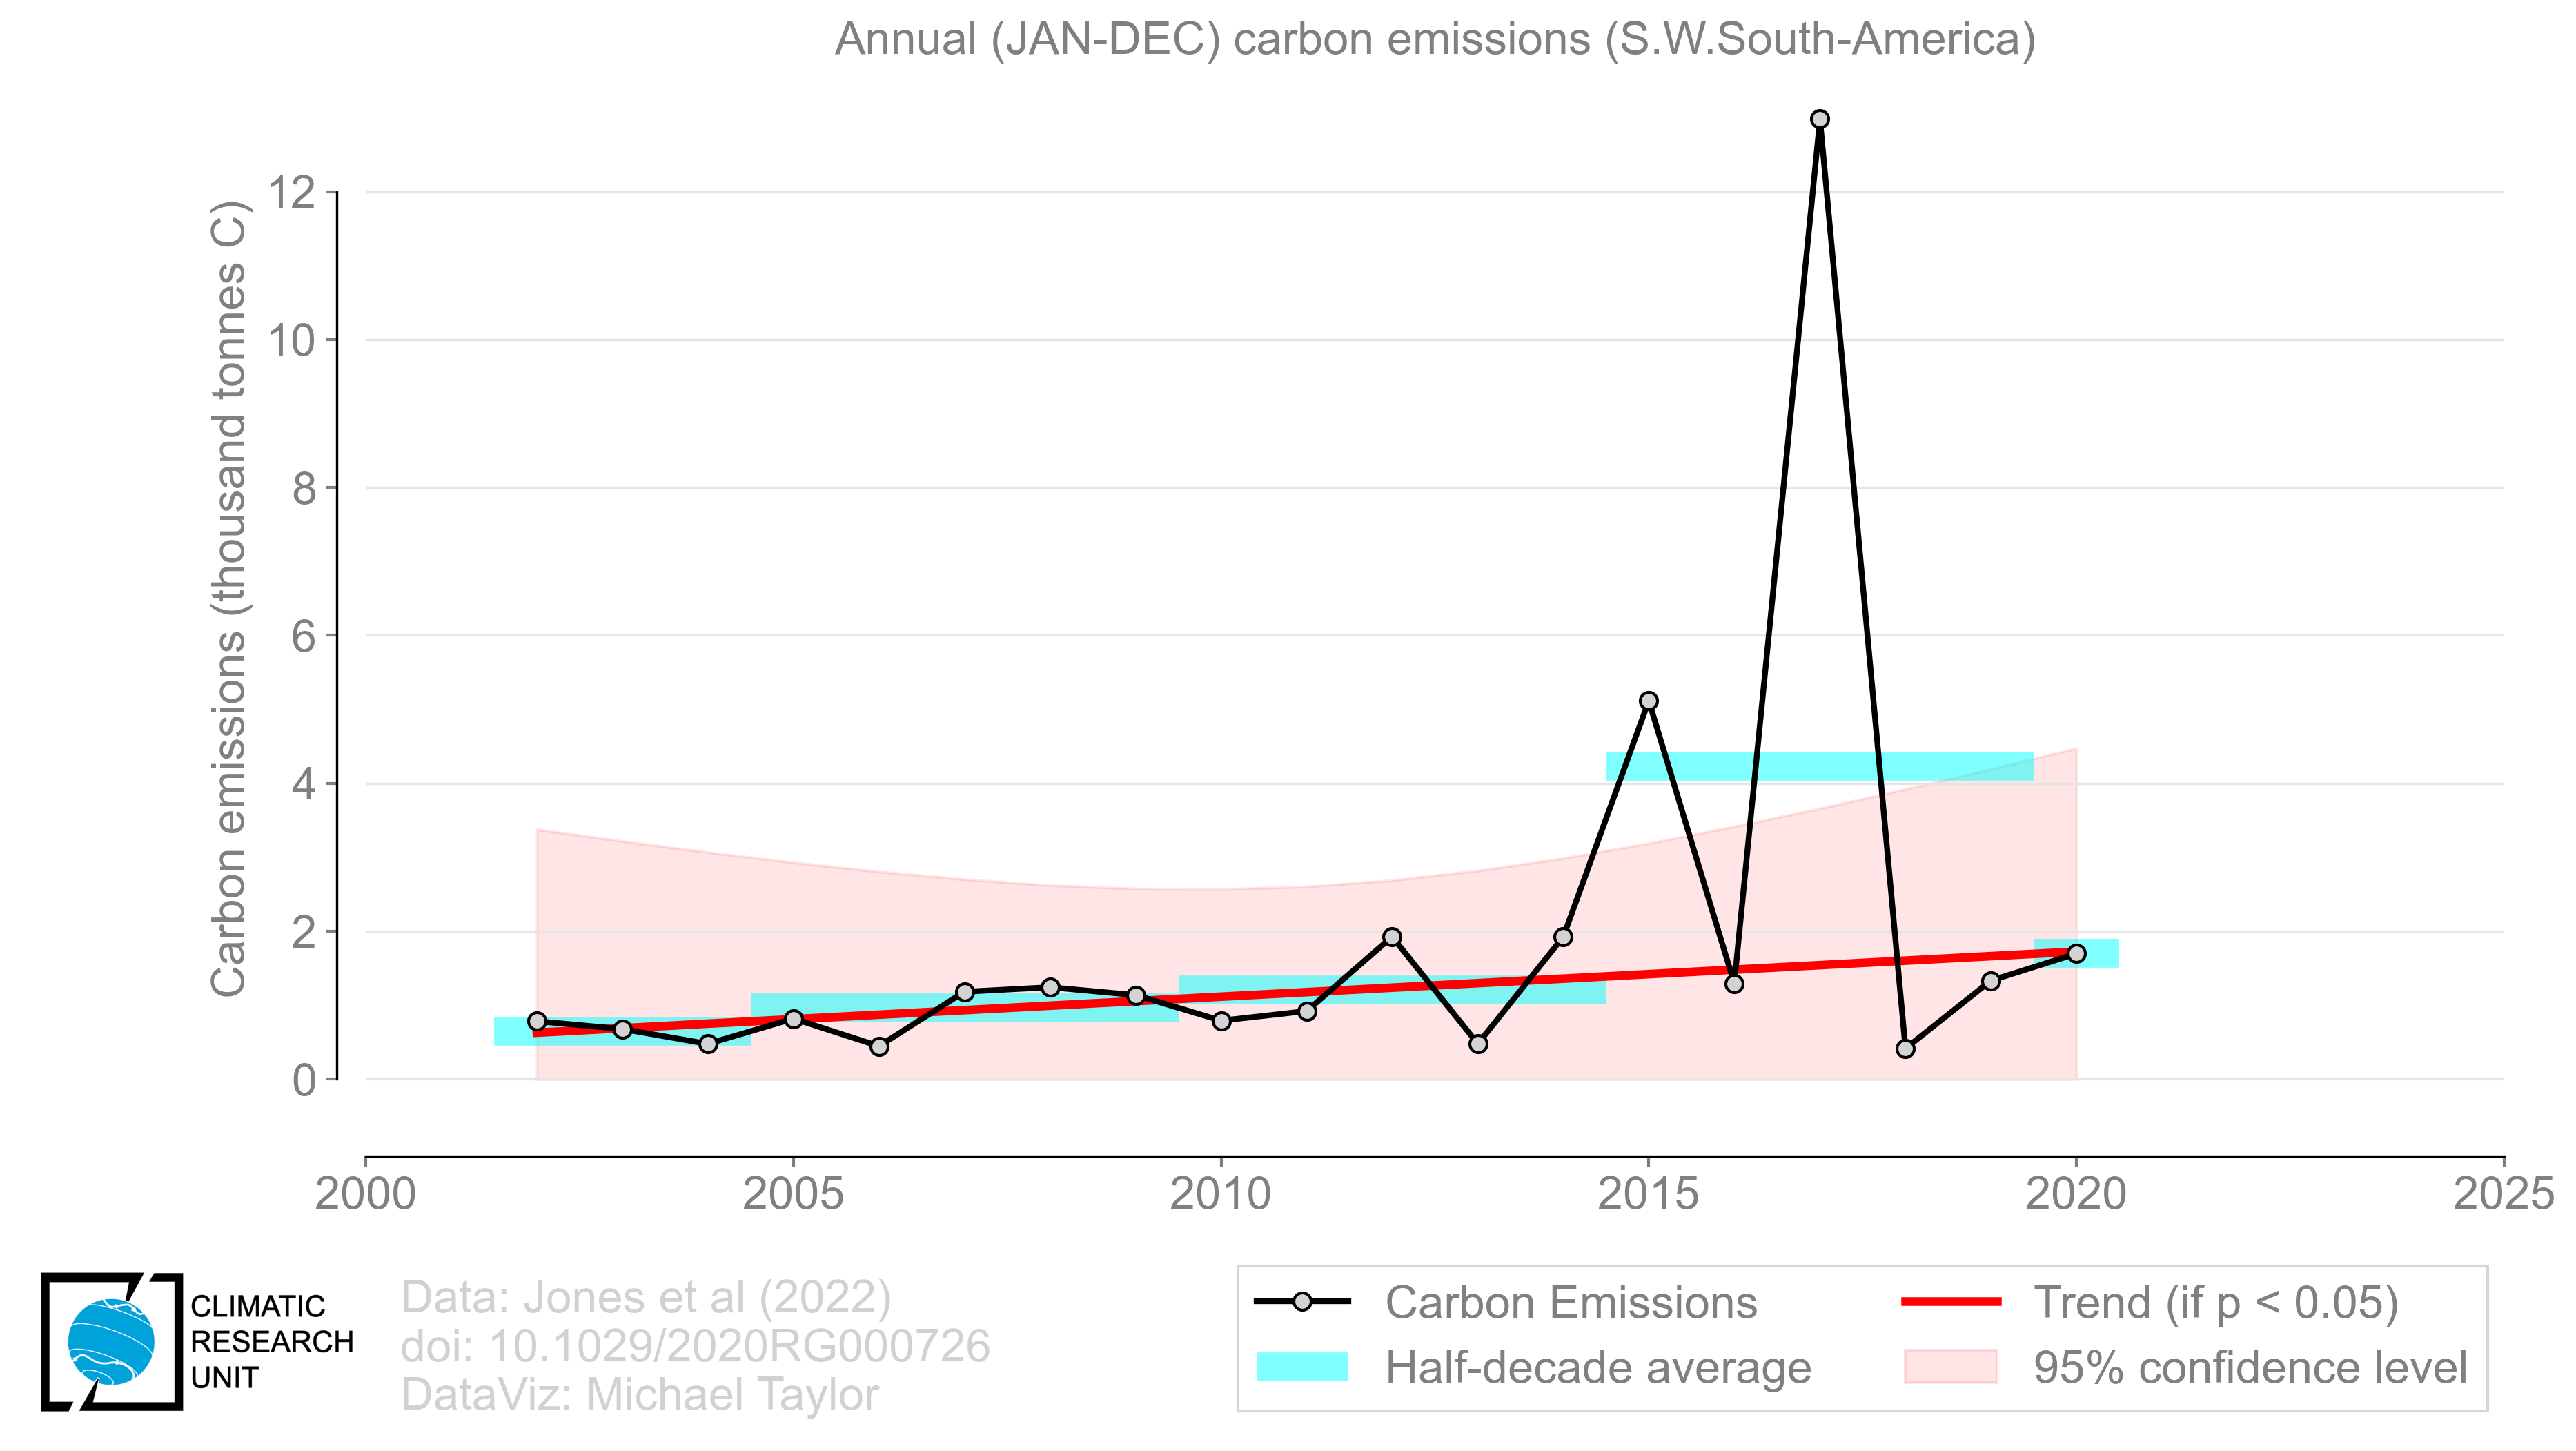 Annual (JAN-DEC) carbon emissions (S.W.South-America)
Carbon emissions (thousand tonnes C)
12
10
8
6
4
2
0
2000
2005
2010
2015
2020
2025
CLIMATIC
RESEARCH
UNIT
Data: Jones et al (2022)
doi: 10.1029/2020RG000726
DataViz: Michael Taylor
Carbon Emissions
Half-decade average
Trend (if p < 0.05)
95% confidence level